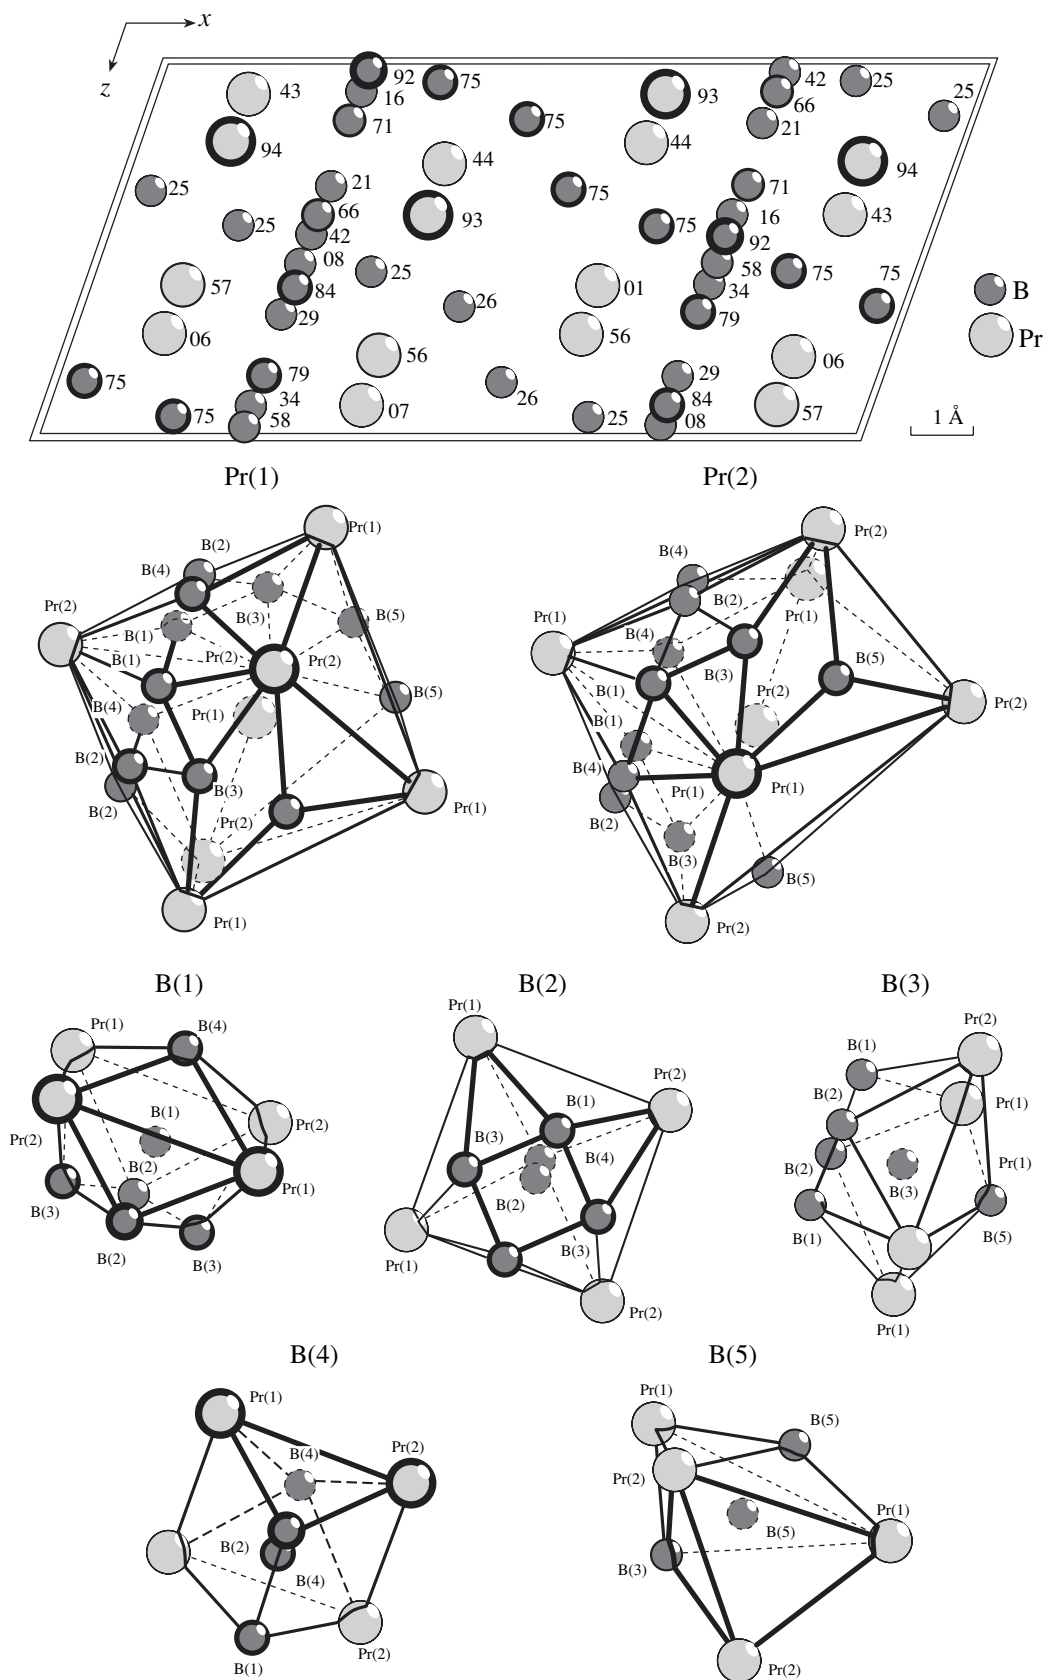 x
z
92
75
42
25
43
16
93
66
25
71
75
21
94
44
44
94
21
71
25
75
66
16
43
25
93
75
42
92
08
58
75
75
57
25
01
B
84
34
26
29
79
Pr
06
56
56
06
79
29
75
34
26
84
75
07
57
58
25
08
1 Å
Pr(1)
Pr(2)
Pr(1)
B(2)
B(4)
Pr(2)
B(3)
B(1)
B(5)
B(1)
Pr(2)
Pr(2)
B(4)
Pr(1)
B(5)
B(2)
B(3)
B(2)
Pr(2)
Pr(1)
Pr(1)
Pr(2)
B(4)
B(2)
Pr(1)
Pr(1)
B(4)
B(3)
B(5)
B(1)
Pr(2)
Pr(2)
B(1)
B(4)
Pr(1)
Pr(1)
B(2)
B(3)
B(5)
Pr(2)
B(1)
B(2)
B(3)
Pr(1)
B(4)
B(1)
Pr(2)
Pr(2)
B(2)
Pr(1)
B(3)
B(2)
B(3)
Pr(1)
Pr(2)
B(1)
B(3)
B(4)
B(2)
B(3)
Pr(1)
Pr(2)
Pr(2)
B(1)
B(2)
Pr(1)
B(2)
Pr(1)
B(3)
B(1)
B(5)
Pr(1)
B(4)
B(5)
Pr(1)
B(4)
Pr(2)
B(2)
B(4)
Pr(2)
B(1)
Pr(1)
B(5)
Pr(2)
Pr(1)
B(5)
B(3)
Pr(2)